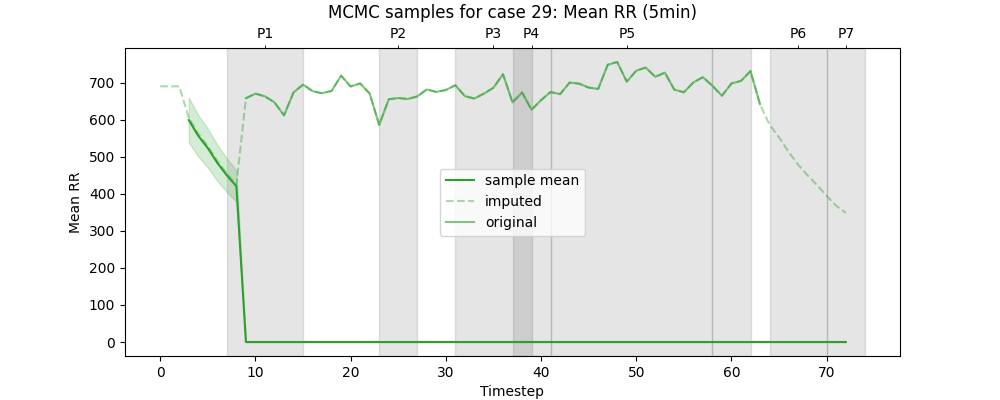 MCMC samples for case 29: Mean RR (5min)
P1 P2 P3 P4 P5 P6 P7
700
600
500
400
300
200
100
0
Mean RR
sample mean
imputed
original
0 10 20 30 40 50 60 70
Timestep